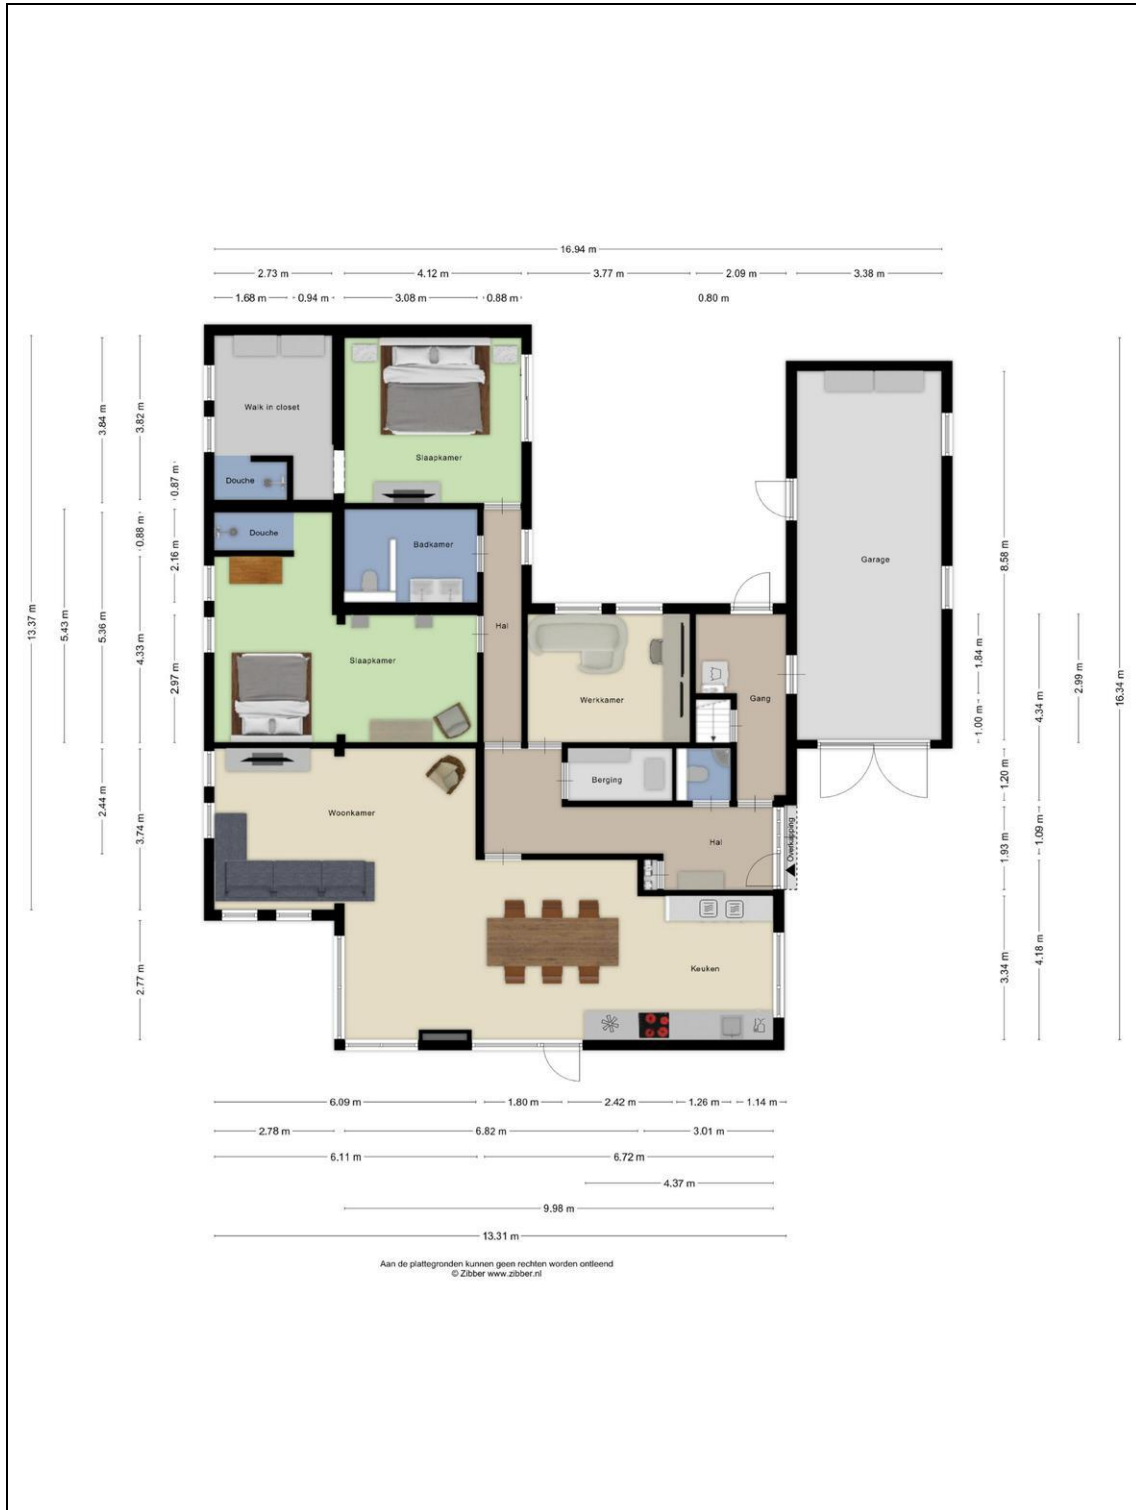 16.94 m
2.73 m
4.12 m
3.77 m
2.09 m
3.38 m
1.68 m
0.94 m
3.08 m
0.88 m
0.80 m
13.37 m
5.43 m
3.84 m
5.36 m
2.44 m
3.82 m
0.88 m
4.33 m
3.74 m
2.77 m
0.87 m
2.16 m
2.97 m
Walk in closet
Slaapkamer
Douche
Douche
Badkamer
Hal
Slaapkamer
Werkkamer
Gang
Garage
Berging
Woonkamer
Hal
Overkapping
Keuken
8.58 m
1.84 m
1.00 m
2.99 m
4.34 m
1.20 m
1.93 m
1.09 m
3.34 m
4.18 m
16.34 m
6.09 m
1.80 m
2.42 m
1.26 m
1.14 m
2.78 m
6.82 m
3.01 m
6.11 m
6.72 m
4.37 m
9.98 m
13.31 m
Aan de plattegronden kunnen geen rechten worden ontleend
© Zibber www.zibber.nl